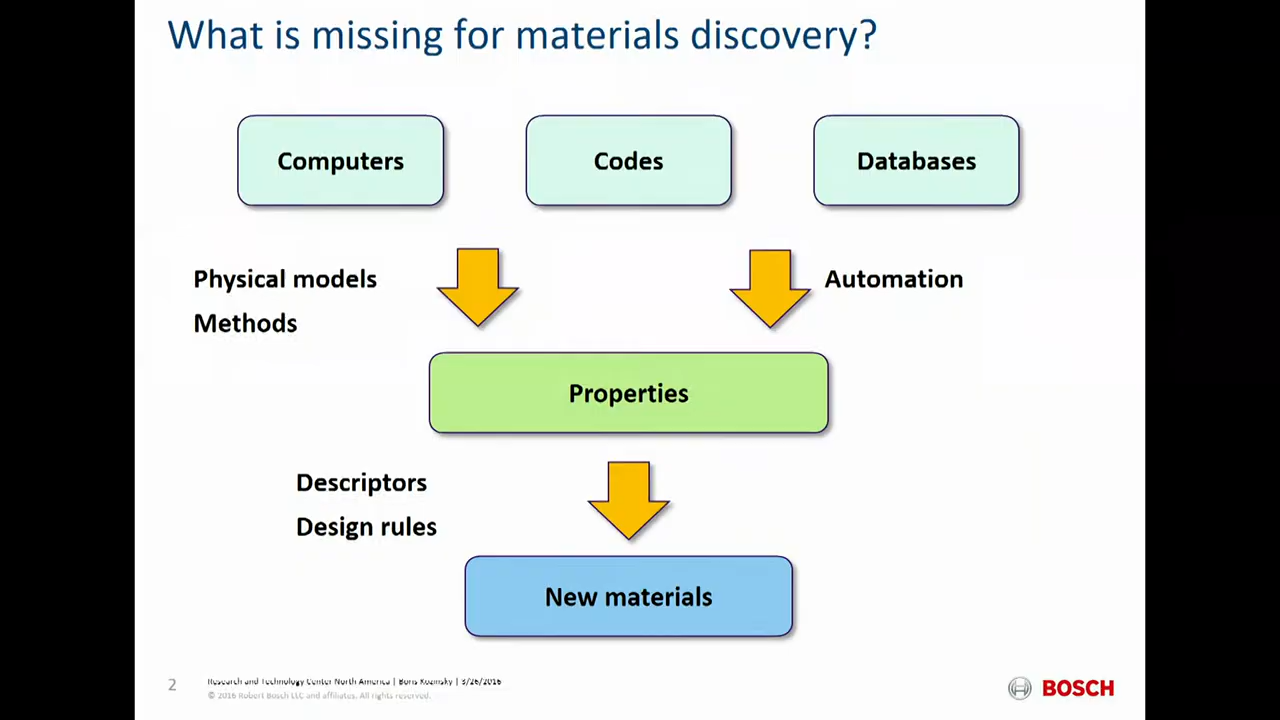 What is missing for materials discovery?
Computers
Codes
Databases
Physical models
Methods
Automation
Properties
Descriptors
Design rules
New materials
2
Research and Technology Center North America | Boris Kozinsky | 3/26/2016
© 2016 Robert Bosch LLC and affiliates. All rights reserved.
BOSCH